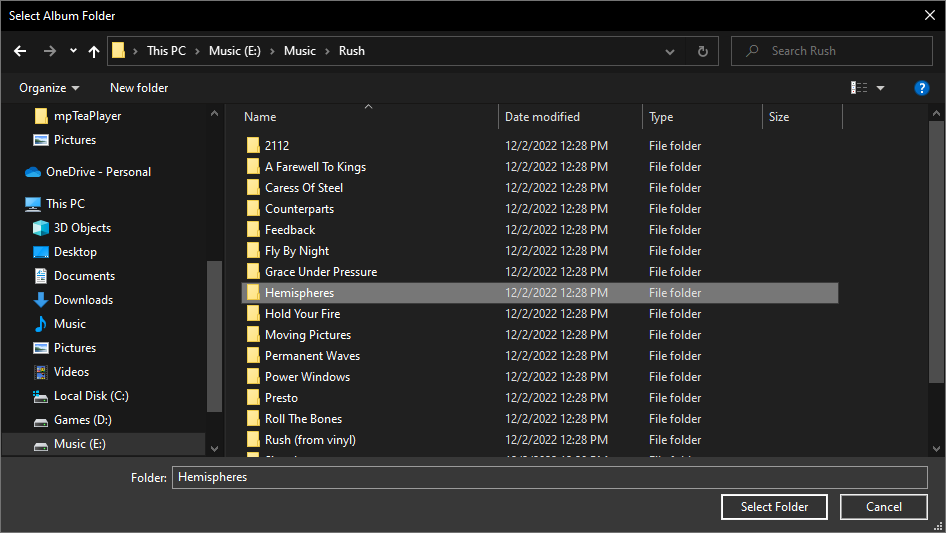 Select Album Folder
This PC > Music (E:) > Music > Rush
Search Rush
Organize
New folder
mpTeaPlayer
Pictures
OneDrive - Personal
This PC
3D Objects
Desktop
Documents
Downloads
Music
Pictures
Videos
Local Disk (C:)
Games (D:)
Music (E:)
Name Date modified Type Size
2112 12/2/2022 12:28 PM File folder
A Farewell To Kings 12/2/2022 12:28 PM File folder
Caress Of Steel 12/2/2022 12:28 PM File folder
Counterparts 12/2/2022 12:28 PM File folder
Feedback 12/2/2022 12:28 PM File folder
Fly By Night 12/2/2022 12:28 PM File folder
Grace Under Pressure 12/2/2022 12:28 PM File folder
Hemispheres 12/2/2022 12:28 PM File folder
Hold Your Fire 12/2/2022 12:28 PM File folder
Moving Pictures 12/2/2022 12:28 PM File folder
Permanent Waves 12/2/2022 12:28 PM File folder
Power Windows 12/2/2022 12:28 PM File folder
Presto 12/2/2022 12:28 PM File folder
Roll The Bones 12/2/2022 12:28 PM File folder
Rush (from vinyl) 12/2/2022 12:28 PM File folder
Folder: Hemispheres
Select Folder
Cancel